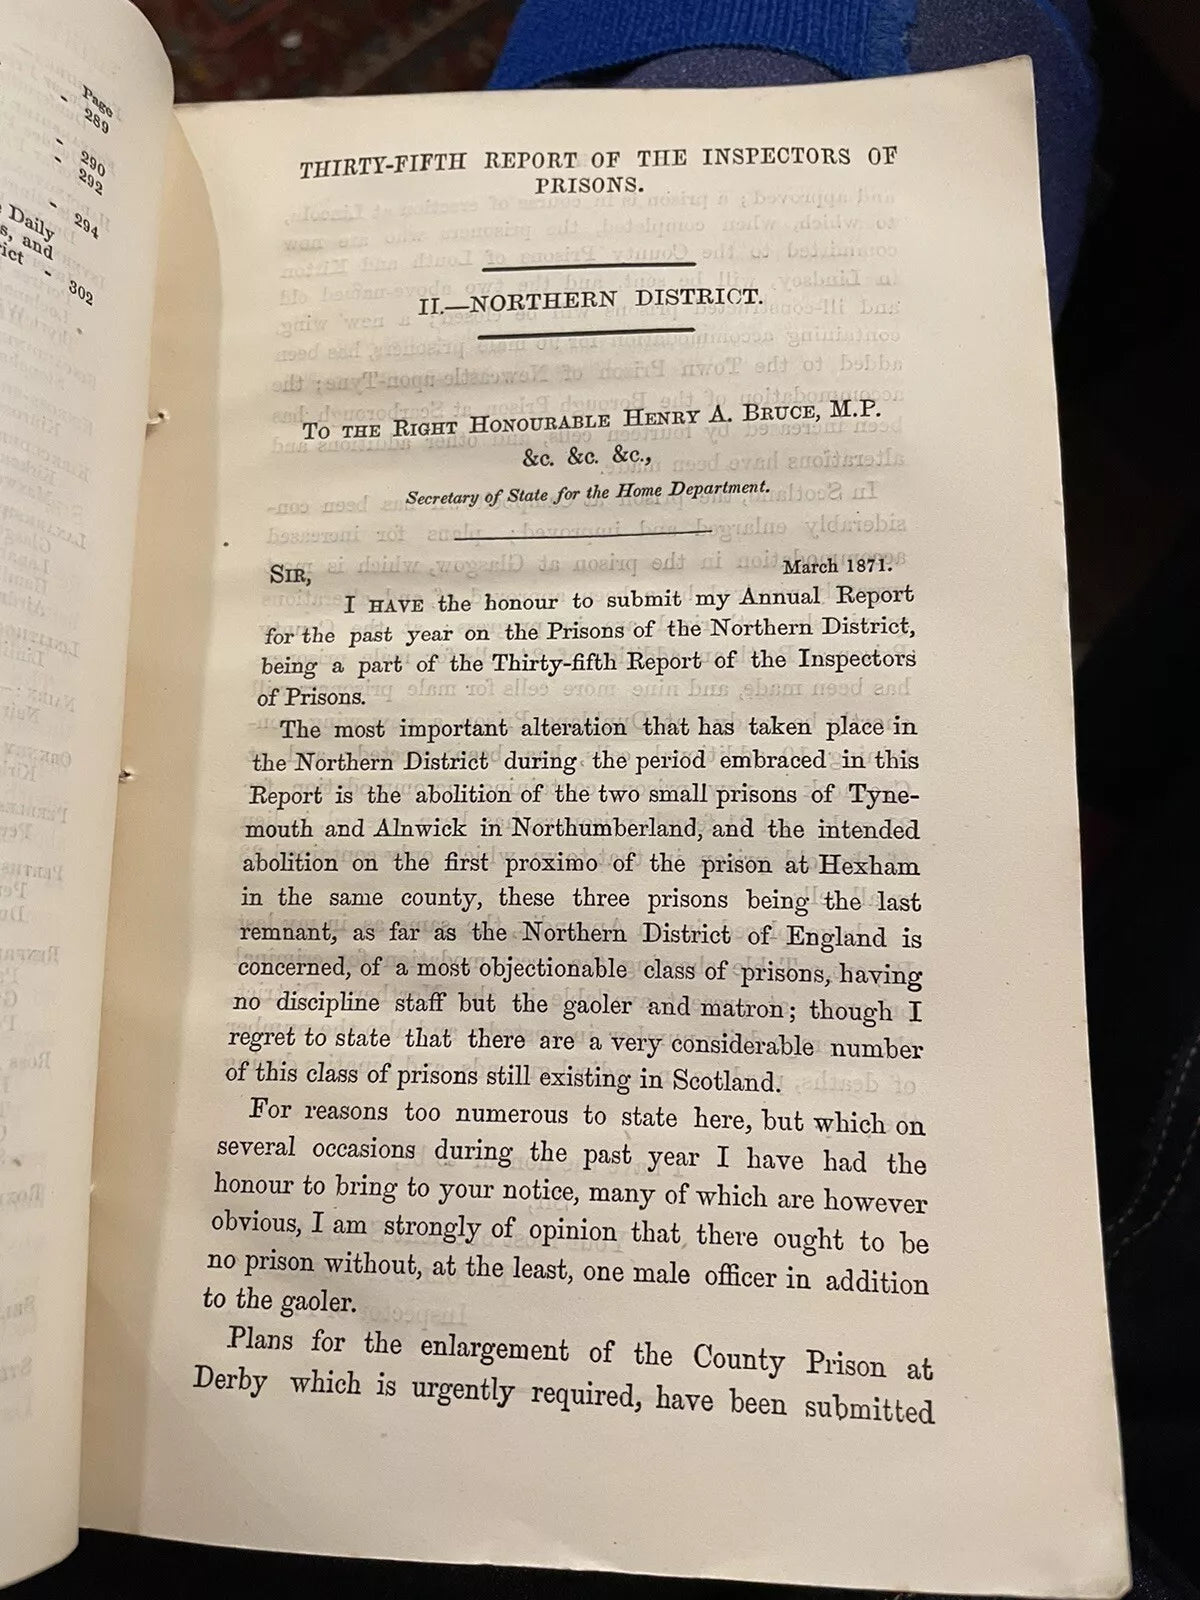 Page
- 289
- 290
- 292
- 294
Daily
s, and
rict - 302
THIRTY-FIFTH REPORT OF THE INSPECTORS OF
PRISONS.
II.—NORTHERN DISTRICT.
TO THE RIGHT HONOURABLE HENRY A. BRUCE, M.P.
&c. &c. &c.,
Secretary of State for the Home Department.
SIR, March 1871.
I HAVE the honour to submit my Annual Report
for the past year on the Prisons of the Northern District,
being a part of the Thirty-fifth Report of the Inspectors
of Prisons.
The most important alteration that has taken place in
the Northern District during the period embraced in this
Report is the abolition of the two small prisons of Tyne-
mouth and Alnwick in Northumberland, and the intended
abolition on the first proximo of the prison at Hexham
in the same county, these three prisons being the last
remnant, as far as the Northern District of England is
concerned, of a most objectionable class of prisons, having
no discipline staff but the gaoler and matron; though I
regret to state that there are a very considerable number
of this class of prisons still existing in Scotland.
For reasons too numerous to state here, but which on
several occasions during the past year I have had the
honour to bring to your notice, many of which are however
obvious, I am strongly of opinion that there ought to be
no prison without, at the least, one male officer in addition
to the gaoler.
Plans for the enlargement of the County Prison at
Derby which is urgently required, have been submitted